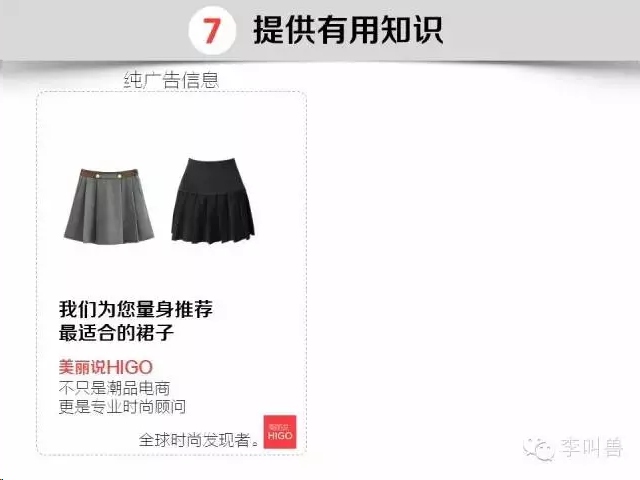 7 提供有用知识
纯广告信息
我们为您量身推荐
最适合的裙子
美丽说HIGO
不只是潮品电商
更是专业时尚顾问
全球时尚发现者。
美丽说
HIGO
李叫兽